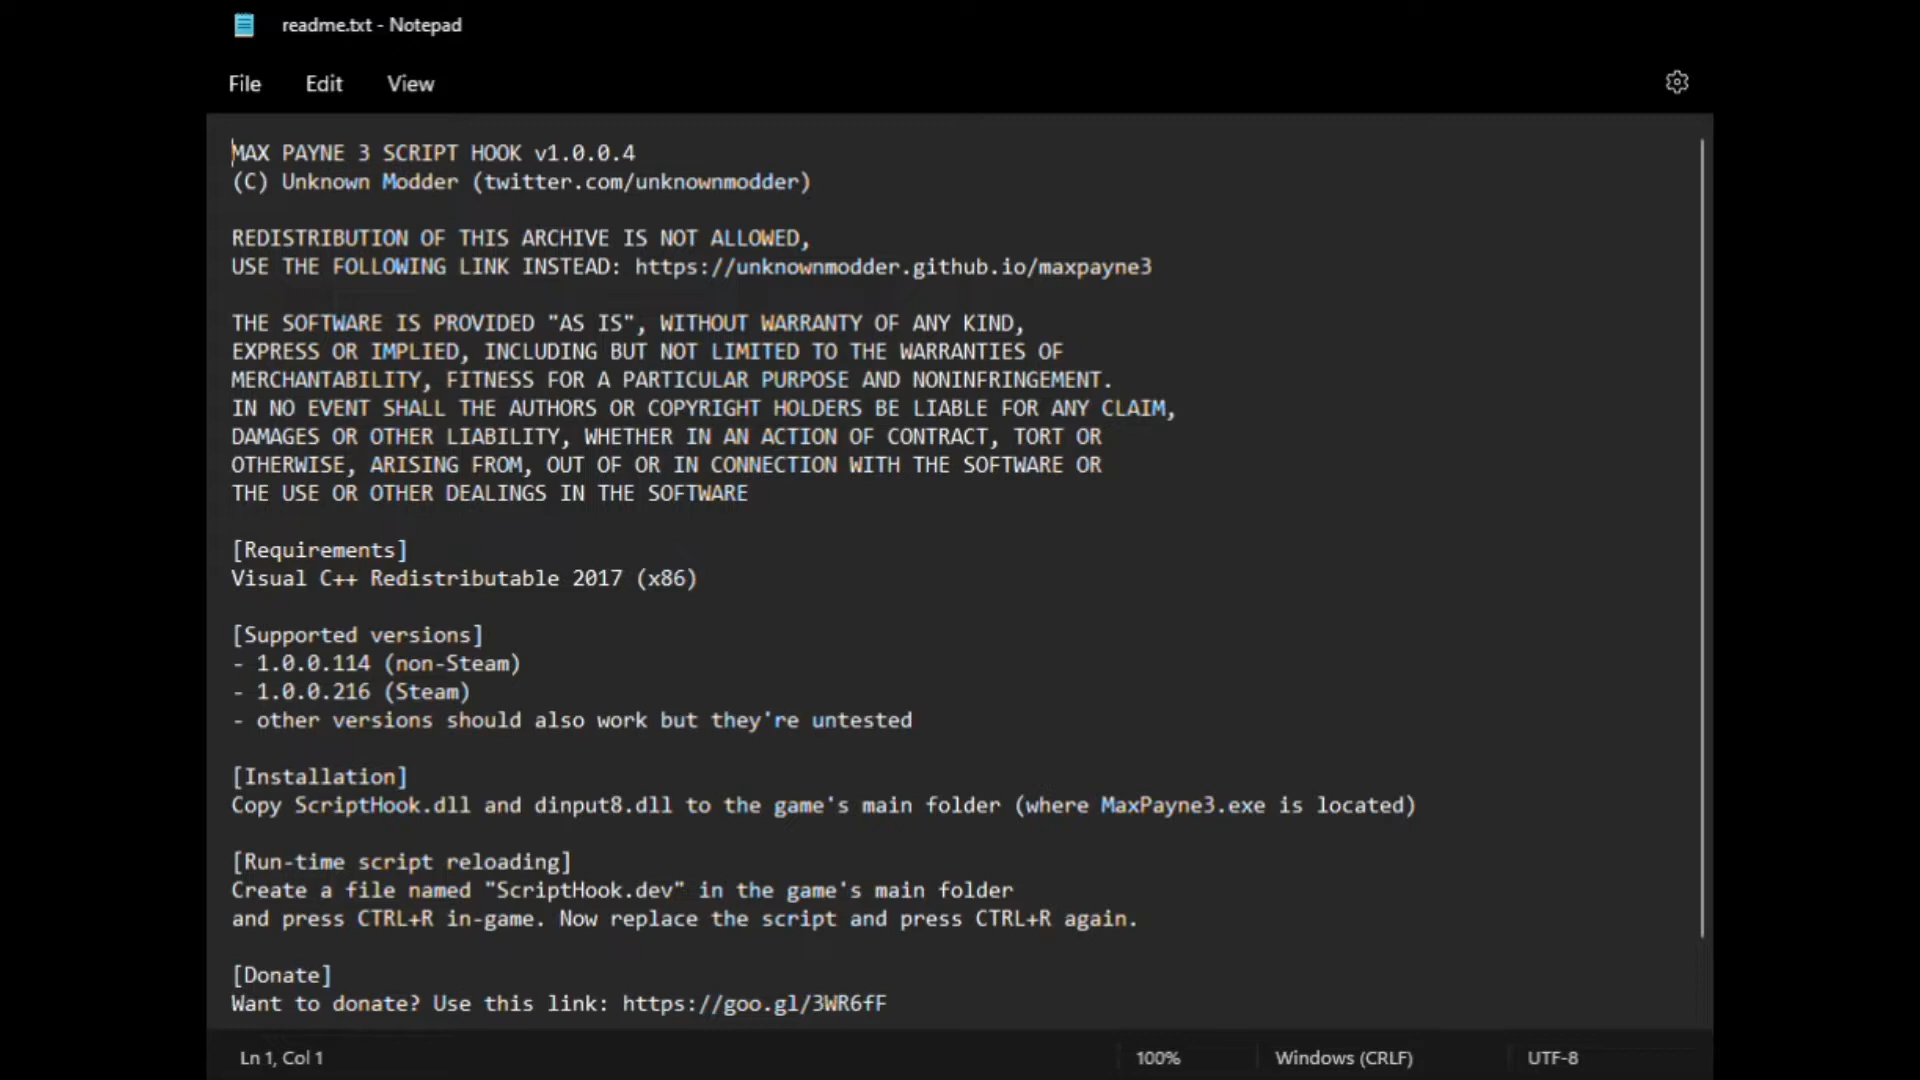 readme.txt - Notepad
File Edit View
MAX PAYNE 3 SCRIPT HOOK v1.0.0.4
(C) Unknown Modder (twitter.com/unknownmodder)
REDISTRIBUTION OF THIS ARCHIVE IS NOT ALLOWED,
USE THE FOLLOWING LINK INSTEAD: https://unknownmodder.github.io/maxpayne3
THE SOFTWARE IS PROVIDED "AS IS", WITHOUT WARRANTY OF ANY KIND,
EXPRESS OR IMPLIED, INCLUDING BUT NOT LIMITED TO THE WARRANTIES OF
MERCHANTABILITY, FITNESS FOR A PARTICULAR PURPOSE AND NONINFRINGEMENT.
IN NO EVENT SHALL THE AUTHORS OR COPYRIGHT HOLDERS BE LIABLE FOR ANY CLAIM,
DAMAGES OR OTHER LIABILITY, WHETHER IN AN ACTION OF CONTRACT, TORT OR
OTHERWISE, ARISING FROM, OUT OF OR IN CONNECTION WITH THE SOFTWARE OR
THE USE OR OTHER DEALINGS IN THE SOFTWARE
[Requirements]
Visual C++ Redistributable 2017 (x86)
[Supported versions]
- 1.0.0.114 (non-Steam)
- 1.0.0.216 (Steam)
- other versions should also work but they're untested
[Installation]
Copy ScriptHook.dll and dinput8.dll to the game's main folder (where MaxPayne3.exe is located)
[Run-time script reloading]
Create a file named "ScriptHook.dev" in the game's main folder
and press CTRL+R in-game. Now replace the script and press CTRL+R again.
[Donate]
Want to donate? Use this link: https://goo.gl/3WR6fF
Ln 1, Col 1 100% Windows (CRLF) UTF-8